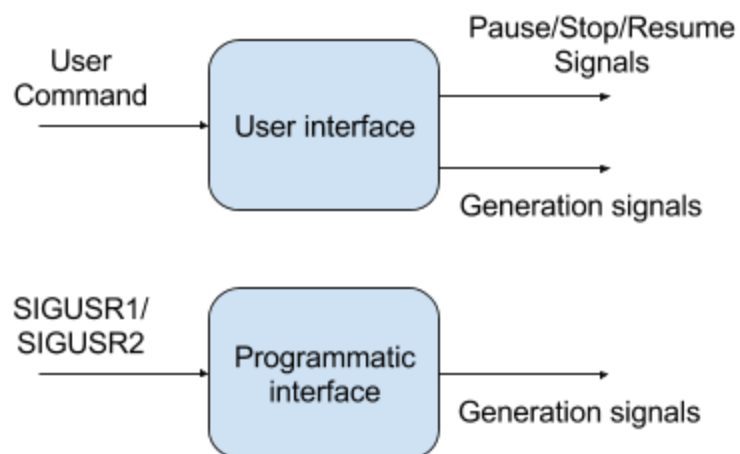 User
Command
User interface
Pause/Stop/Resume
Signals
Generation signals
SIGUSR1/
SIGUSR2
Programmatic
interface
Generation signals